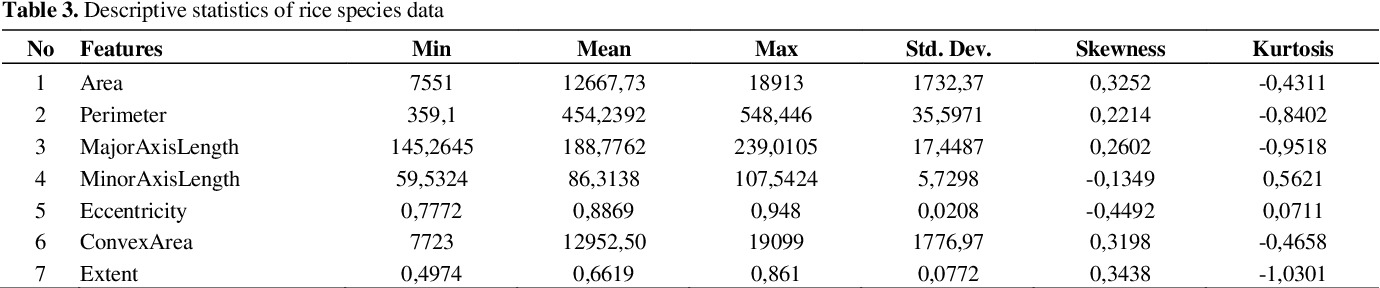 Table 3. Descriptive statistics of rice species data
No Features Min Mean Max Std. Dev. Skewness Kurtosis
1 Area 7551 12667,73 18913 1732,37 0,3252 -0,4311
2 Perimeter 359,1 454,2392 548,446 35,5971 0,2214 -0,8402
3 MajorAxisLength 145,2645 188,7762 239,0105 17,4487 0,2602 -0,9518
4 MinorAxisLength 59,5324 86,3138 107,5424 5,7298 -0,1349 0,5621
5 Eccentricity 0,7772 0,8869 0,948 0,0208 -0,4492 0,0711
6 ConvexArea 7723 12952,50 19099 1776,97 0,3198 -0,4658
7 Extent 0,4974 0,6619 0,861 0,0772 0,3438 -1,0301